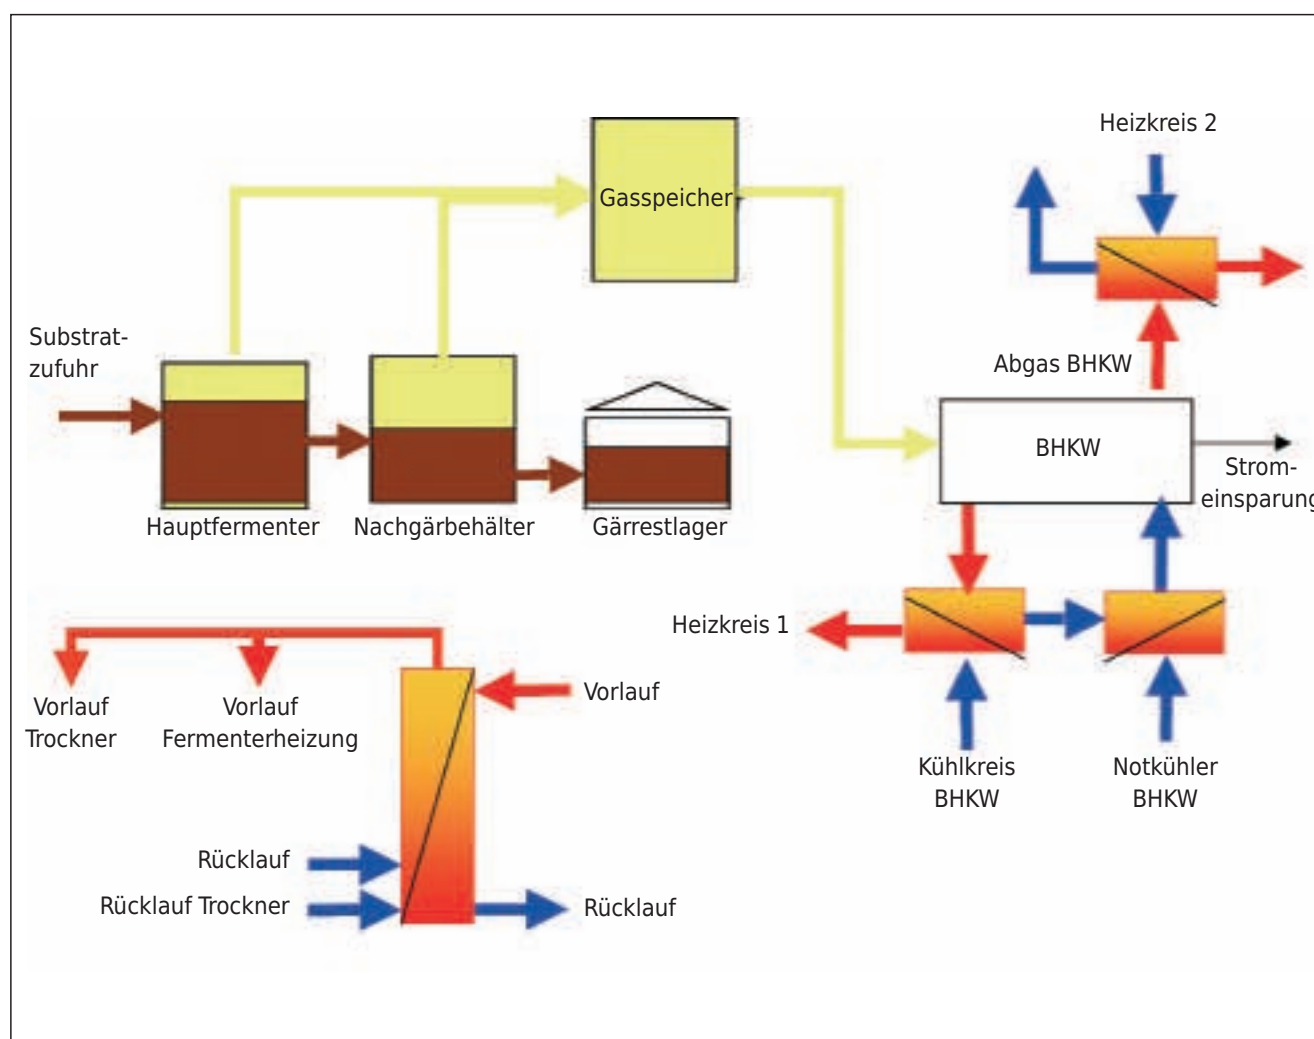 Heizkreis 2
Gasspeicher
Substrat-
zufuhr
Abgas BHKW
BHKW
Strom-
einsparung
Hauptfermenter
Nachgärbehälter
Gärrestlager
Heizkreis 1
Vorlauf
Vorlauf
Trockner
Vorlauf
Fermenterheizung
Kühlkreis
BHKW
Notkühler
BHKW
Rücklauf
Rücklauf Trockner
Rücklauf